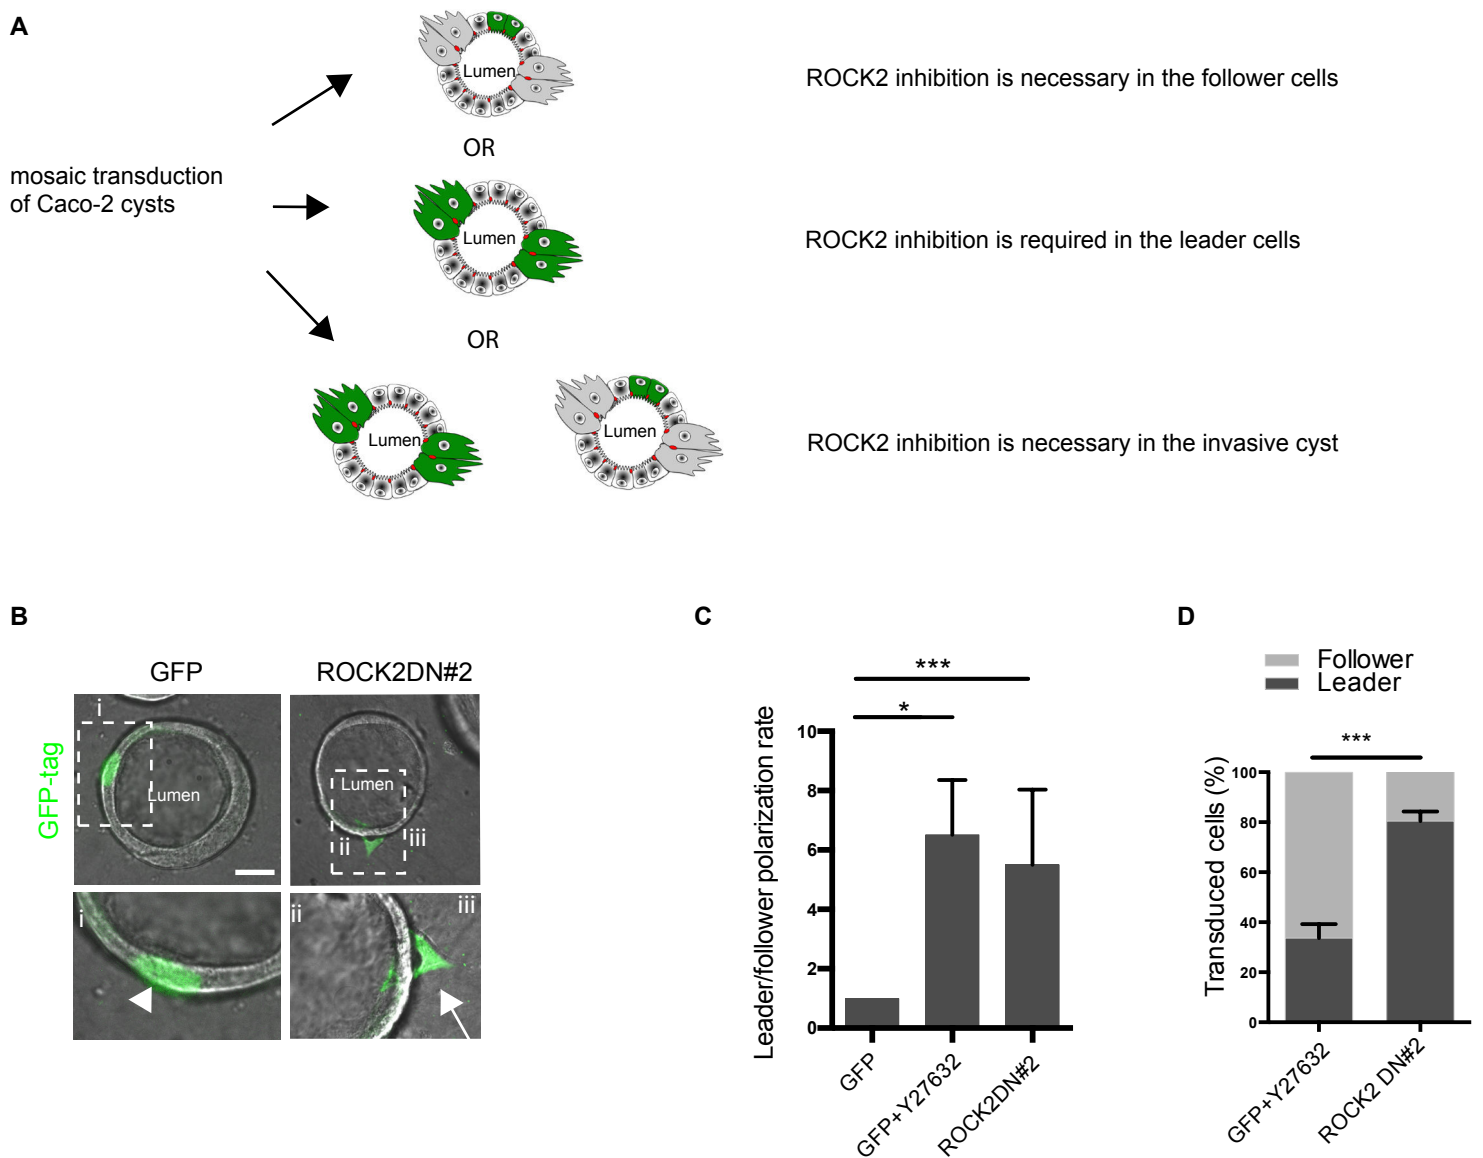 A
Lumen
ROCK2 inhibition is necessary in the follower cells
OR
mosaic transduction
of Caco-2 cysts
Lumen
ROCK2 inhibition is required in the leader cells
OR
Lumen
Lumen
ROCK2 inhibition is necessary in the invasive cyst
B
GFP
ROCK2DN#2
GFP-tag
i
Lumen
Lumen
ii
iii
i
ii
iii
C
***
*
Leader/follower polarization rate
10
8
6
4
2
0
GFP
GFP+Y27632
ROCK2DN#2
D
Follower
Leader
***
Transduced cells (%)
100
80
60
40
20
0
GFP+Y27632
ROCK2 DN#2